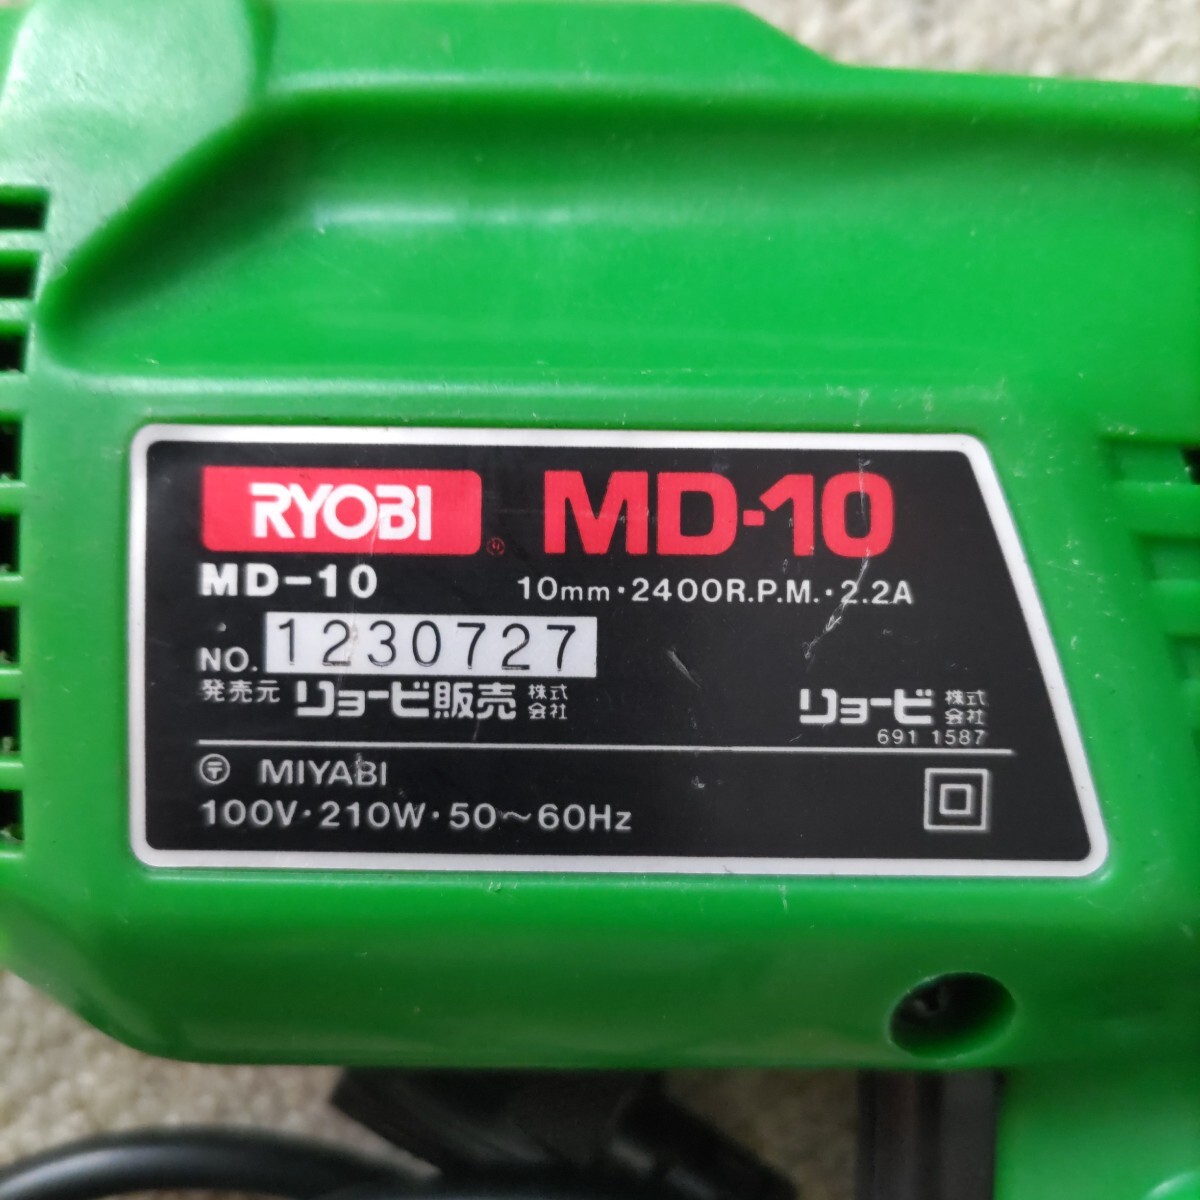 RYOBI ® MD-10
MD-10 10mm・2400R.P.M.・2.2A
NO. 1230727
発売元 リョービ販売株式会社 リョービ株式会社
691 1587
〒 MIYABI
100V・210W・50～60Hz